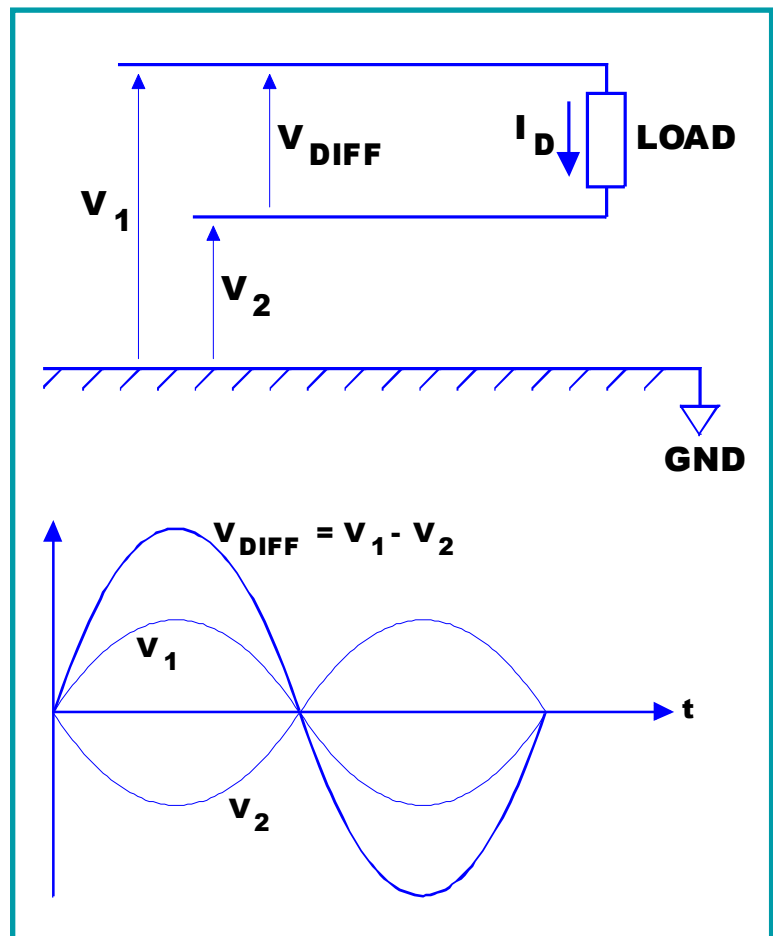 I D LOAD
V DIFF
V 1
V 2
GND
V DIFF = V 1 - V 2
V 1
t
V 2